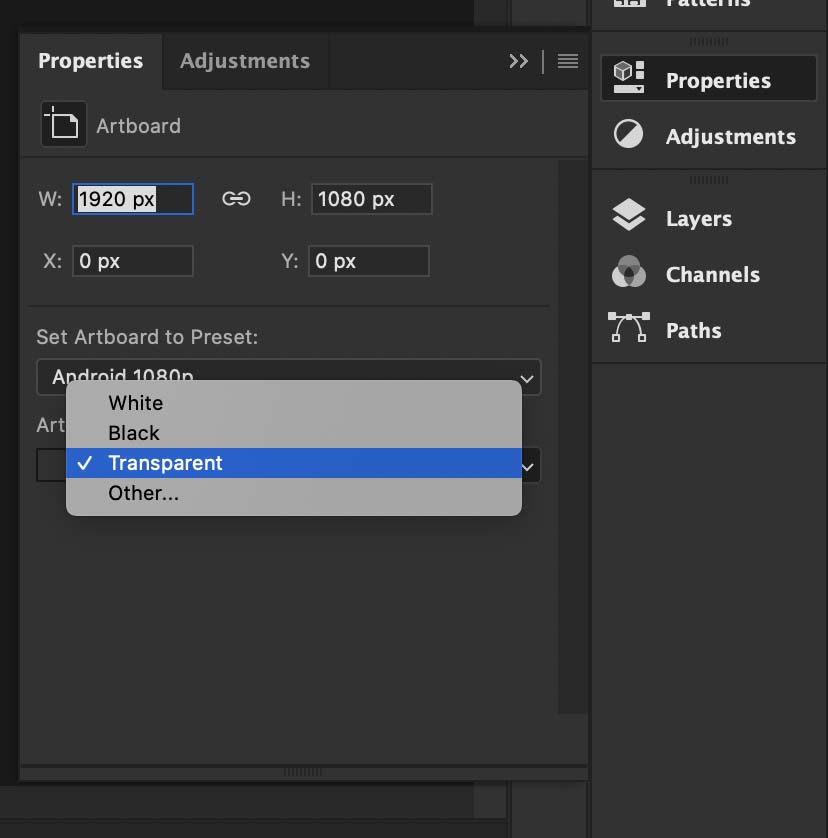 Patterns
Properties
Adjustments
Artboard
W:
1920 px
H:
1080 px
X:
0 px
Y:
0 px
Set Artboard to Preset:
Android 1080p
Art
White
Black
Transparent
Other...
Properties
Adjustments
Layers
Channels
Paths